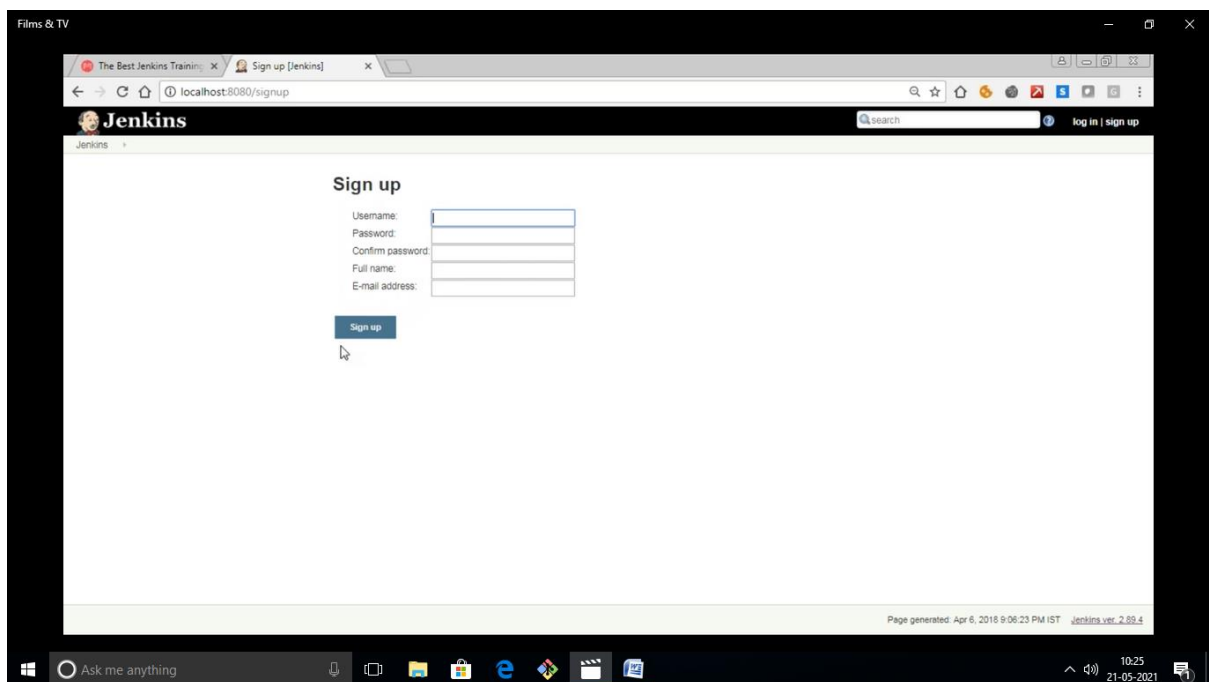 Films & TV
The Best Jenkins Training
Sign up [Jenkins]
localhost:8080/signup
Jenkins
search
log in | sign up
Jenkins
Sign up
Username:
Password:
Confirm password:
Full name:
E-mail address:
Sign up
Page generated: Apr 6, 2018 9:06:23 PM IST Jenkins ver. 2.89.4
Ask me anything
10:25
21-05-2021